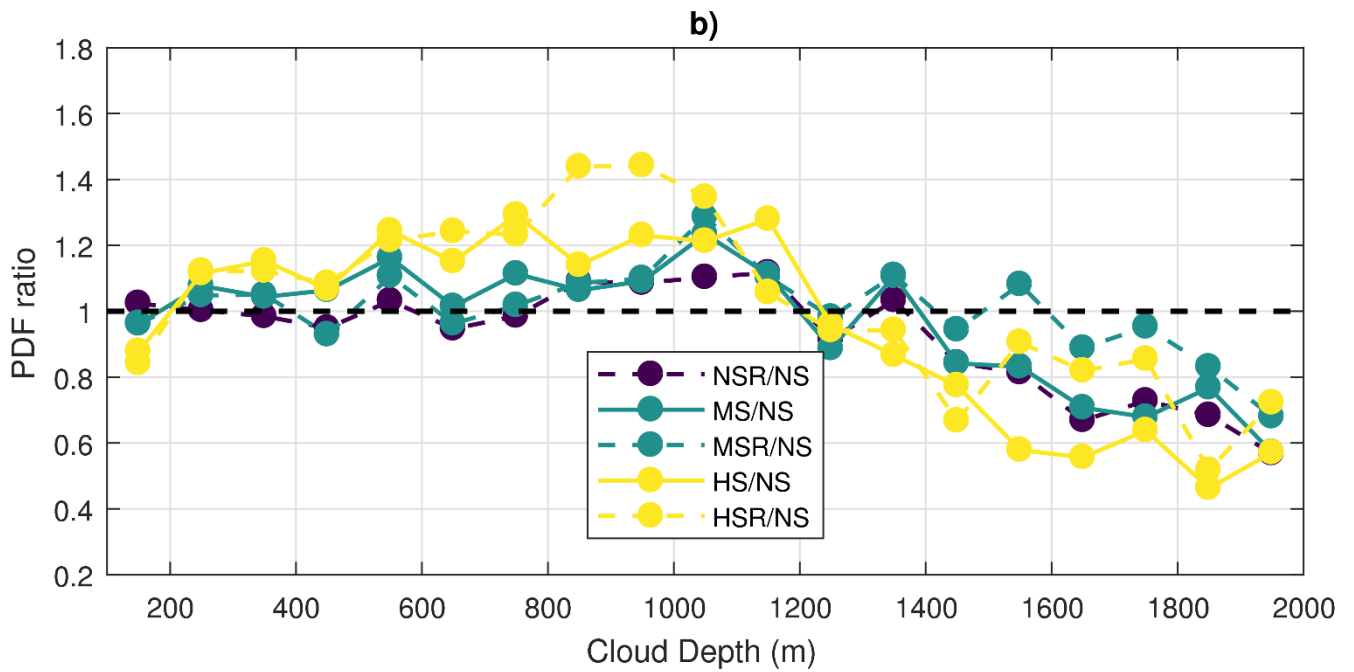 b)
1.8
1.6
1.4
1.2
1
0.8
0.6
0.4
0.2
PDF ratio
NSR/NS
MS/NS
MSR/NS
HS/NS
HSR/NS
200 400 600 800 1000 1200 1400 1600 1800 2000
Cloud Depth (m)